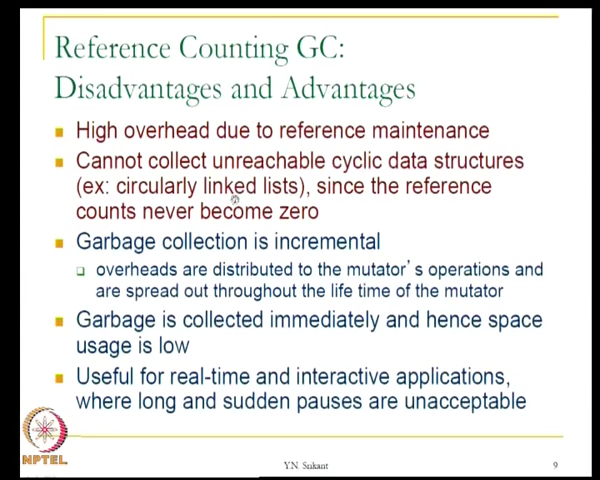 Reference Counting GC:
Disadvantages and Advantages
High overhead due to reference maintenance
Cannot collect unreachable cyclic data structures
(ex: circularly linked lists), since the reference
counts never become zero
Garbage collection is incremental
overheads are distributed to the mutator's operations and
are spread out throughout the life time of the mutator
Garbage is collected immediately and hence space
usage is low
Useful for real-time and interactive applications,
where long and sudden pauses are unacceptable
NPTEL
Y.N. Srikant
9